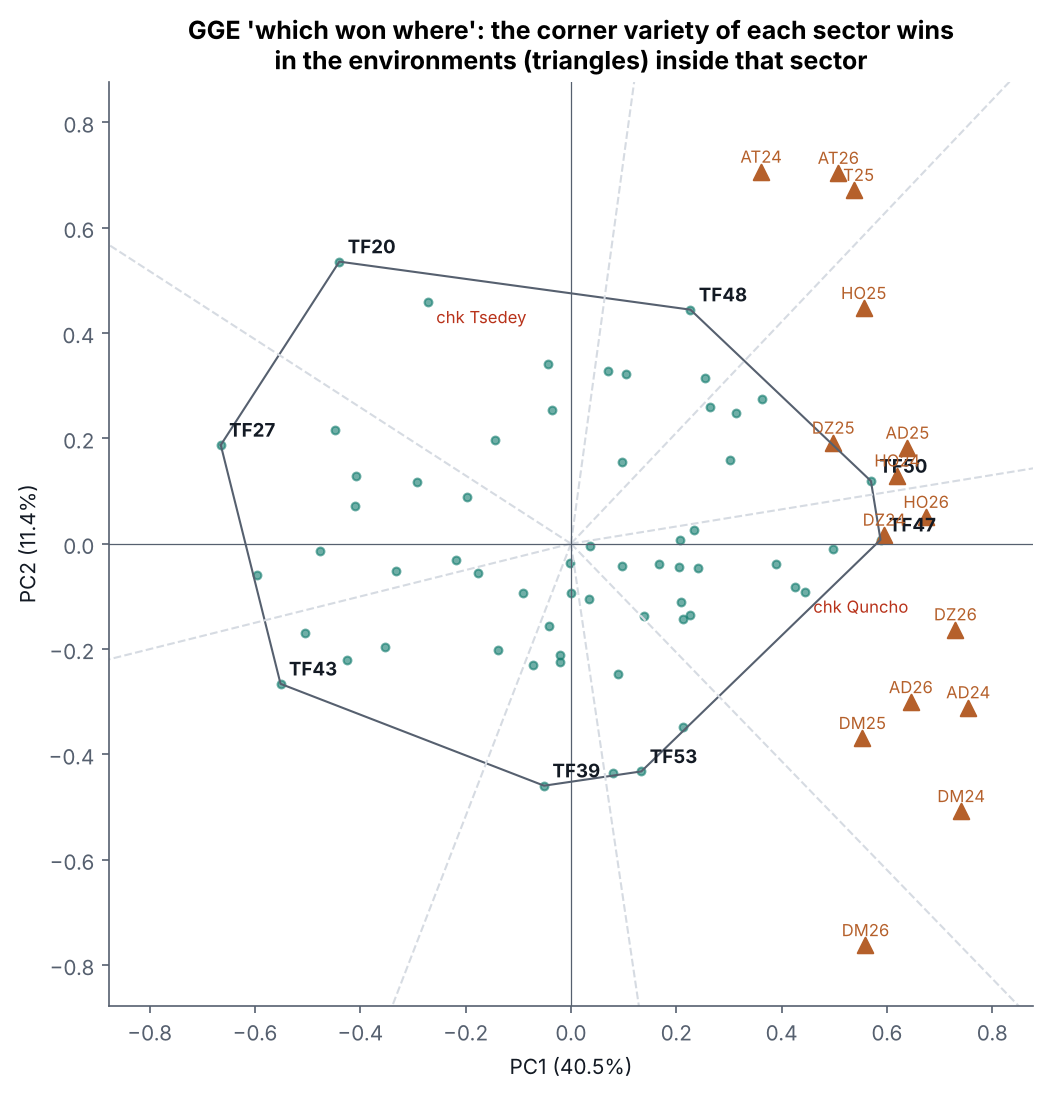 GGE 'which won where': the corner variety of each sector wins
in the environments (triangles) inside that sector
PC2 (11.4%)
0.8
0.6
0.4
0.2
0.0
−0.2
−0.4
−0.6
−0.8
AT24
AT26
T25
HO25
TF20
TF48
chk Tsedey
DZ25
AD25
TF27
TF50
HO26
DZ24
TF47
chk Quncho
DZ26
TF43
AD26
AD24
DM25
TF53
TF39
DM24
DM26
−0.8
−0.6
−0.4
−0.2
0.0
0.2
0.4
0.6
0.8
PC1 (40.5%)